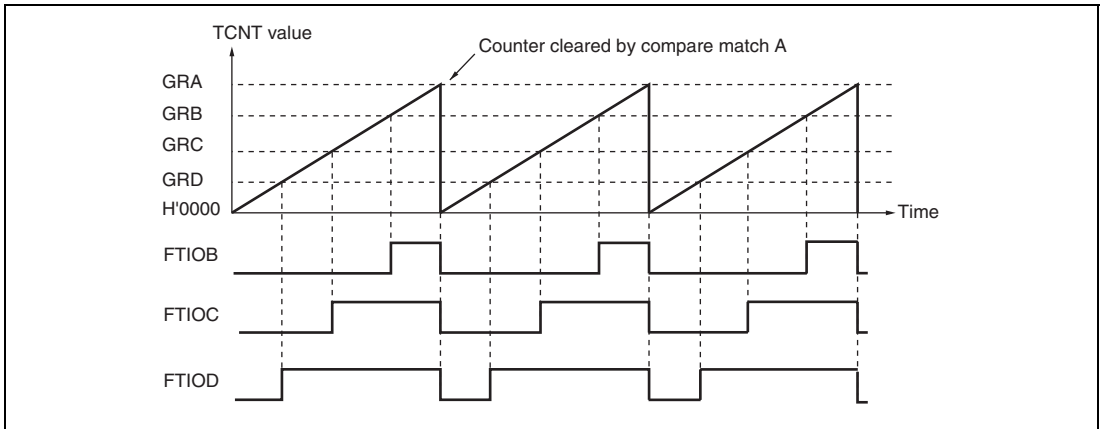 TCNT value
Counter cleared by compare match A
GRA
GRB
GRC
GRD
H'0000
Time
FTIOB
FTIOC
FTIOD